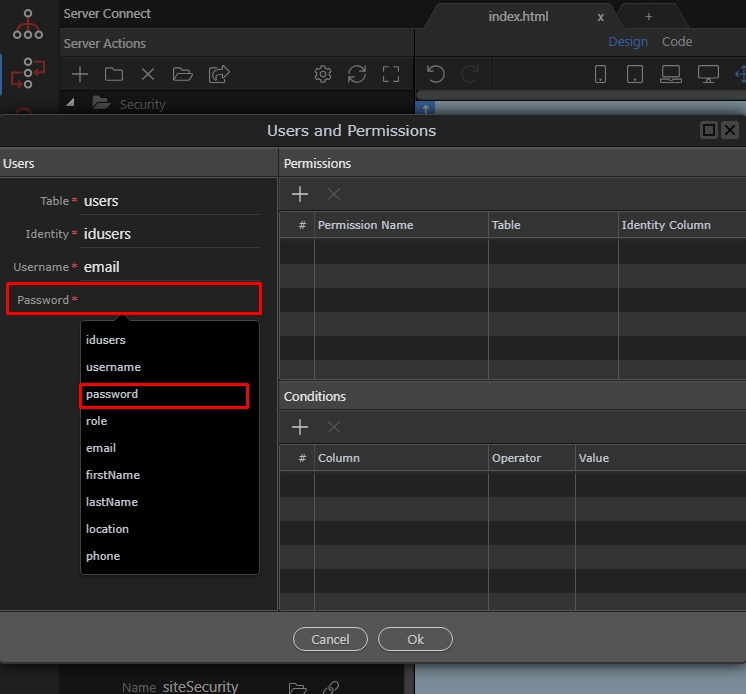 Server Connect
index.html x +
Server Actions
Design Code
Security
Users and Permissions
Users
Permissions
Table * users
Identity * idusers
Username * email
Password *
# Permission Name Table Identity Column
idusers
username
password
role
email
firstName
lastName
location
phone
Conditions
# Column Operator Value
Cancel Ok
Name siteSecurity